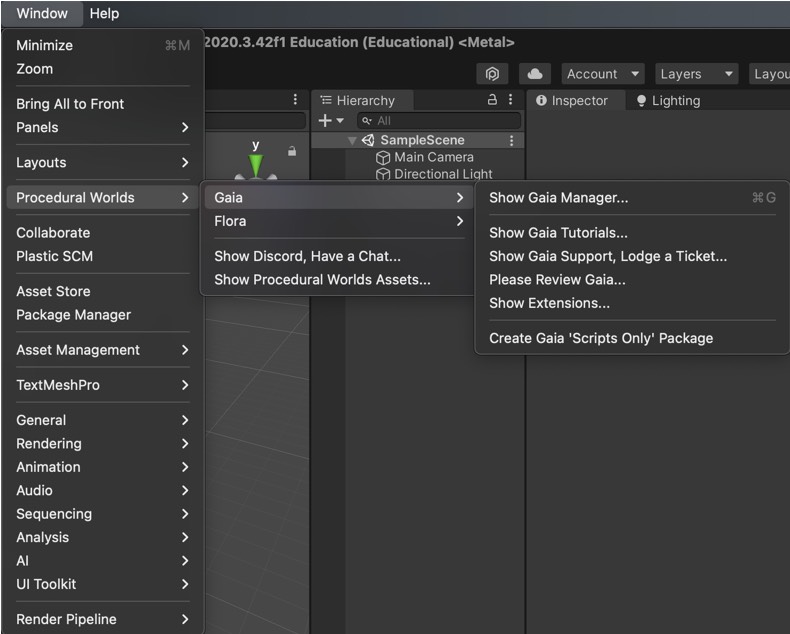 Window Help
2020.3.42f1 Education (Educational) <Metal>
Minimize ⌘M
Zoom
Bring All to Front
Panels
Layouts
Procedural Worlds
Collaborate
Plastic SCM
Asset Store
Package Manager
Asset Management
TextMeshPro
General
Rendering
Animation
Audio
Sequencing
Analysis
AI
UI Toolkit
Render Pipeline
Gaia
Flora
Show Discord, Have a Chat...
Show Procedural Worlds Assets...
Show Gaia Manager... ⌘G
Show Gaia Tutorials...
Show Gaia Support, Lodge a Ticket...
Please Review Gaia...
Show Extensions...
Create Gaia 'Scripts Only' Package
Account Layers Layou
Hierarchy
All
SampleScene
Main Camera
Directional Light
y
Inspector Lighting